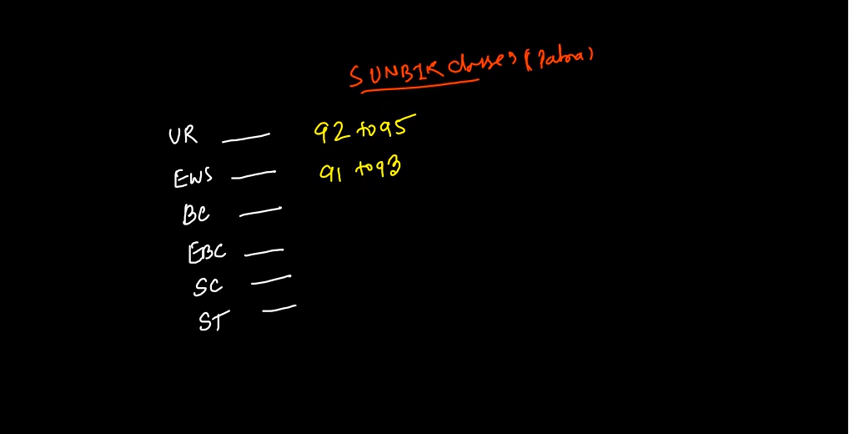 SUNBIR classes (Patna)
UR — 92 to 95
EWS — 91 to 93
BC —
EBC —
SC —
ST —